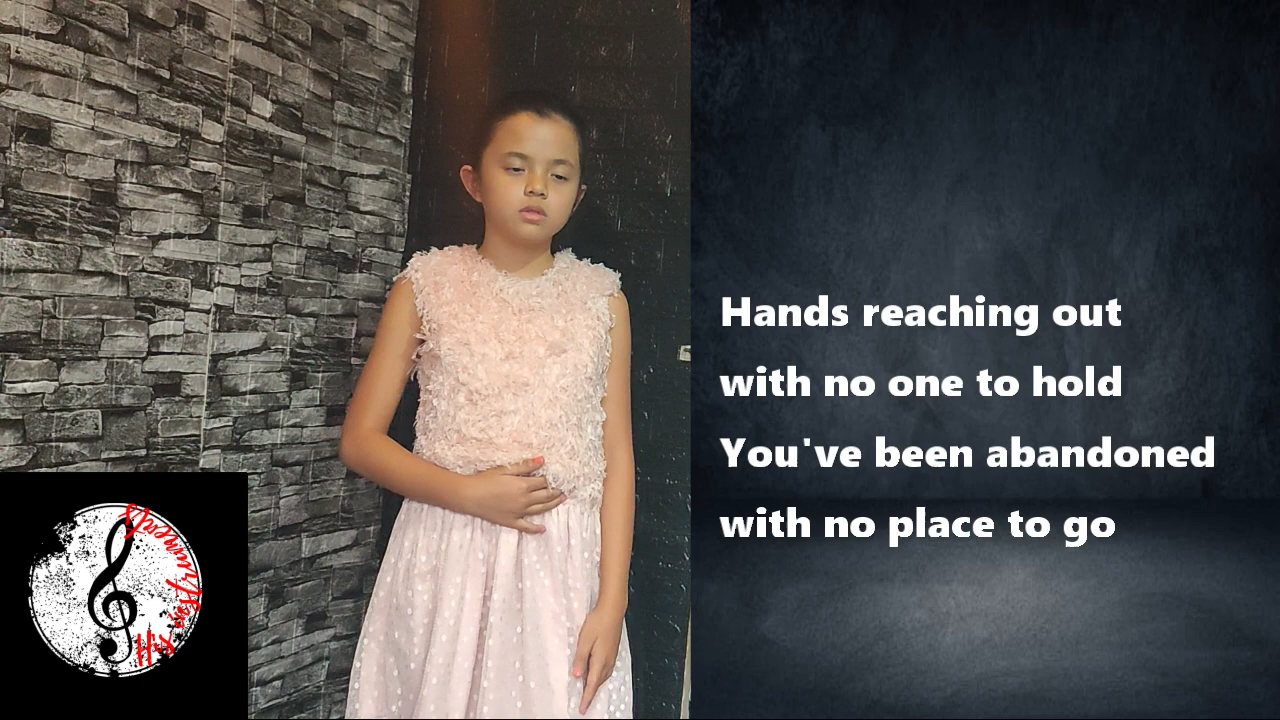 Hands reaching out
with no one to hold
You've been abandoned
with no place to go